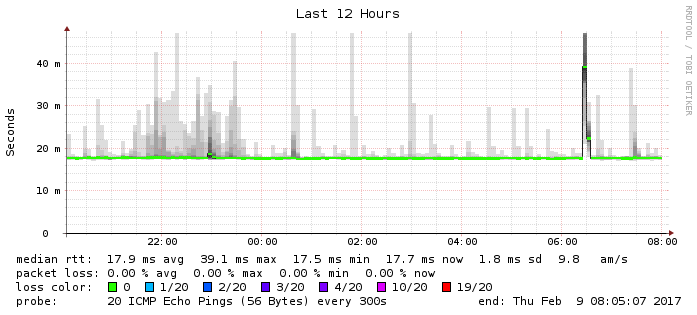 Last 12 Hours
RRDTOOL / TOBI OETIKER
Seconds
40 m
30 m
20 m
10 m
0
22:00 00:00 02:00 04:00 06:00 08:00
median rtt: 17.9 ms avg 39.1 ms max 17.5 ms min 17.7 ms now 1.8 ms sd 9.8 am/s
packet loss: 0.00 % avg 0.00 % max 0.00 % min 0.00 % now
loss color: 0 1/20 2/20 3/20 4/20 10/20 19/20
probe: 20 ICMP Echo Pings (56 Bytes) every 300s end: Thu Feb 9 08:05:07 2017